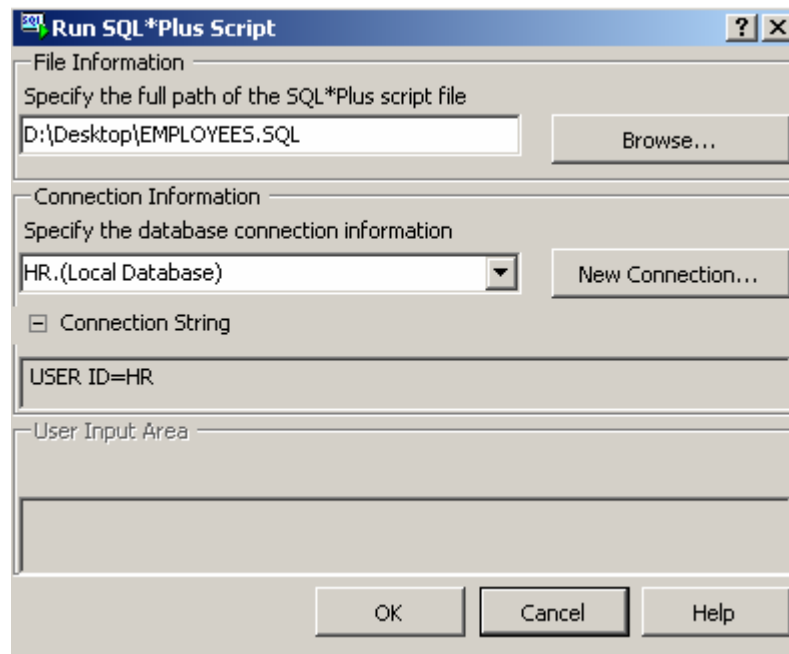 Run SQL*Plus Script
File Information
Specify the full path of the SQL*Plus script file
D:\Desktop\EMPLOYEES.SQL
Browse...
Connection Information
Specify the database connection information
HR.(Local Database)
New Connection...
Connection String
USER ID=HR
User Input Area
OK
Cancel
Help